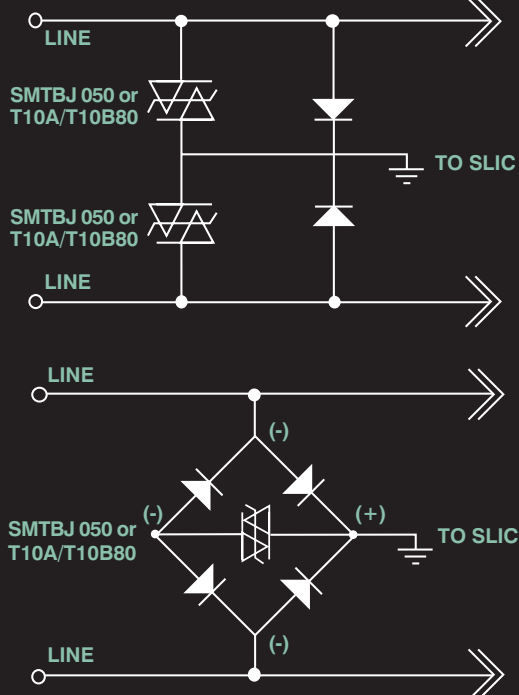 LINE
SMTBJ 050 or
T10A/T10B80
TO SLIC
SMTBJ 050 or
T10A/T10B80
LINE
LINE
(-)
(-)
(+)
SMTBJ 050 or
T10A/T10B80
TO SLIC
(-)
LINE